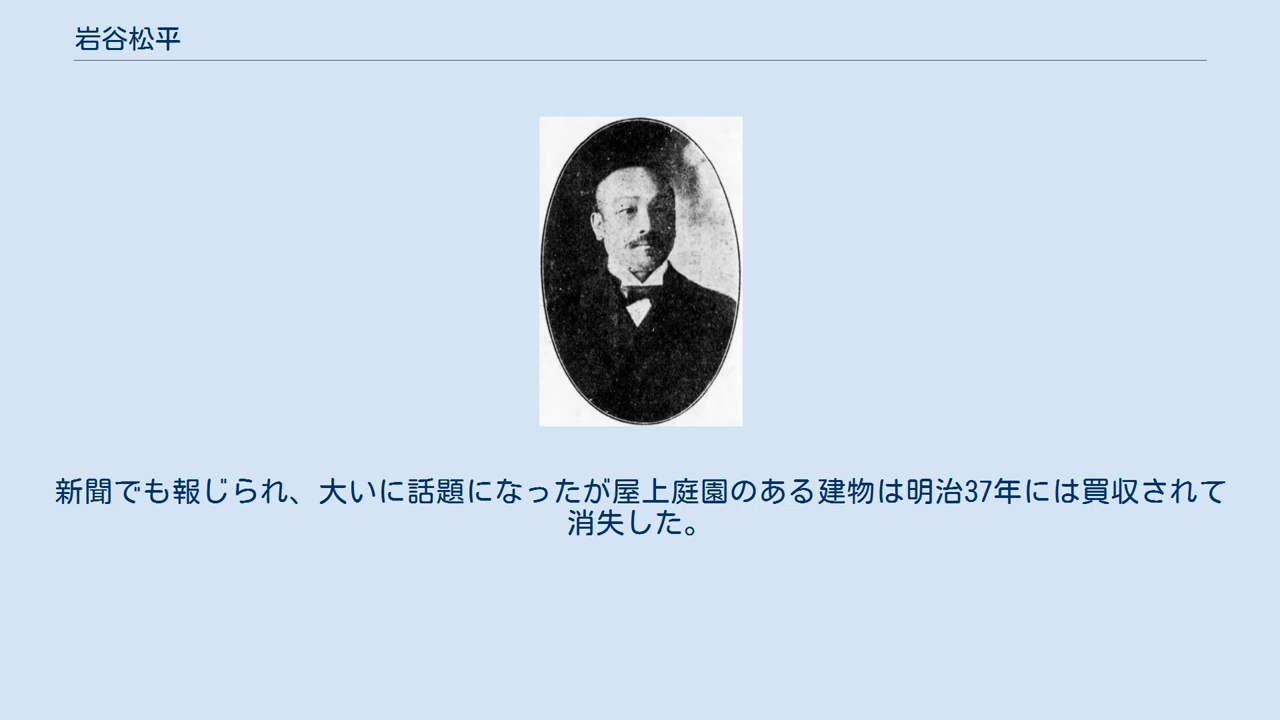 岩谷松平
新聞でも報じられ、大いに話題になったが屋上庭園のある建物は明治37年には買収されて
消失した。